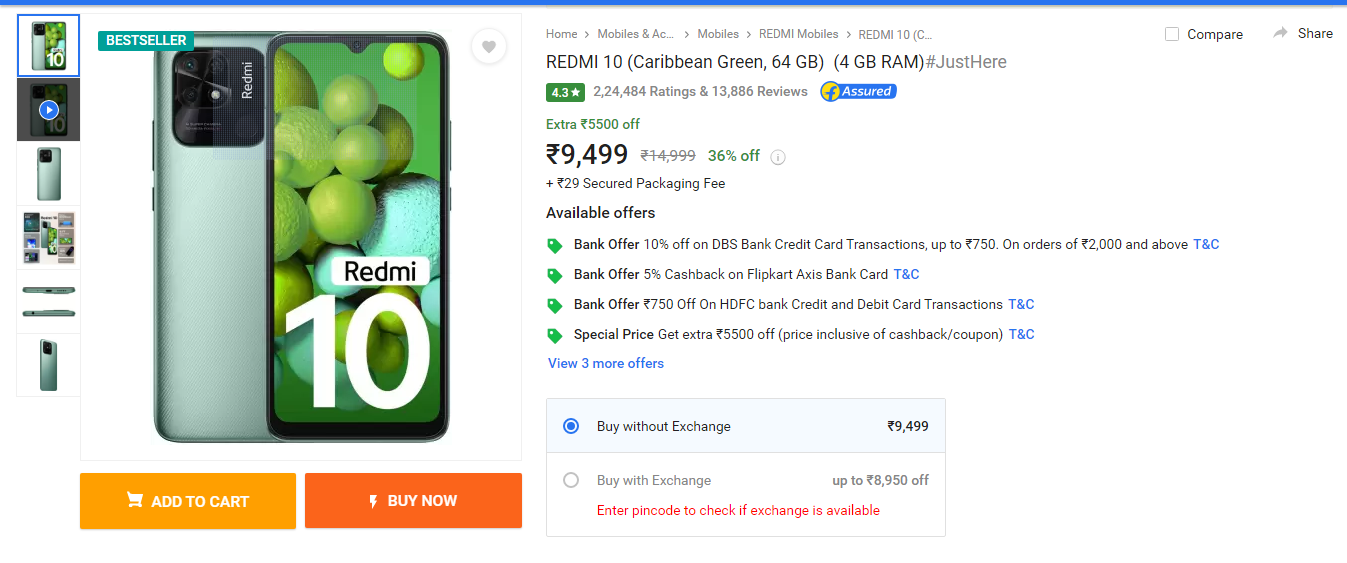 BESTSELLER
Redmi
Redmi
10
ADD TO CART
BUY NOW
Home > Mobiles & Ac... > Mobiles > REDMI Mobiles > REDMI 10 (C...
Compare
Share
REDMI 10 (Caribbean Green, 64 GB) (4 GB RAM)#JustHere
4.3★ 2,24,484 Ratings & 13,886 Reviews Assured
Extra ₹5500 off
₹9,499 ₹14,999 36% off i
+ ₹29 Secured Packaging Fee
Available offers
Bank Offer 10% off on DBS Bank Credit Card Transactions, up to ₹750. On orders of ₹2,000 and above T&C
Bank Offer 5% Cashback on Flipkart Axis Bank Card T&C
Bank Offer ₹750 Off On HDFC bank Credit and Debit Card Transactions T&C
Special Price Get extra ₹5500 off (price inclusive of cashback/coupon) T&C
View 3 more offers
Buy without Exchange ₹9,499
Buy with Exchange up to ₹8,950 off
Enter pincode to check if exchange is available